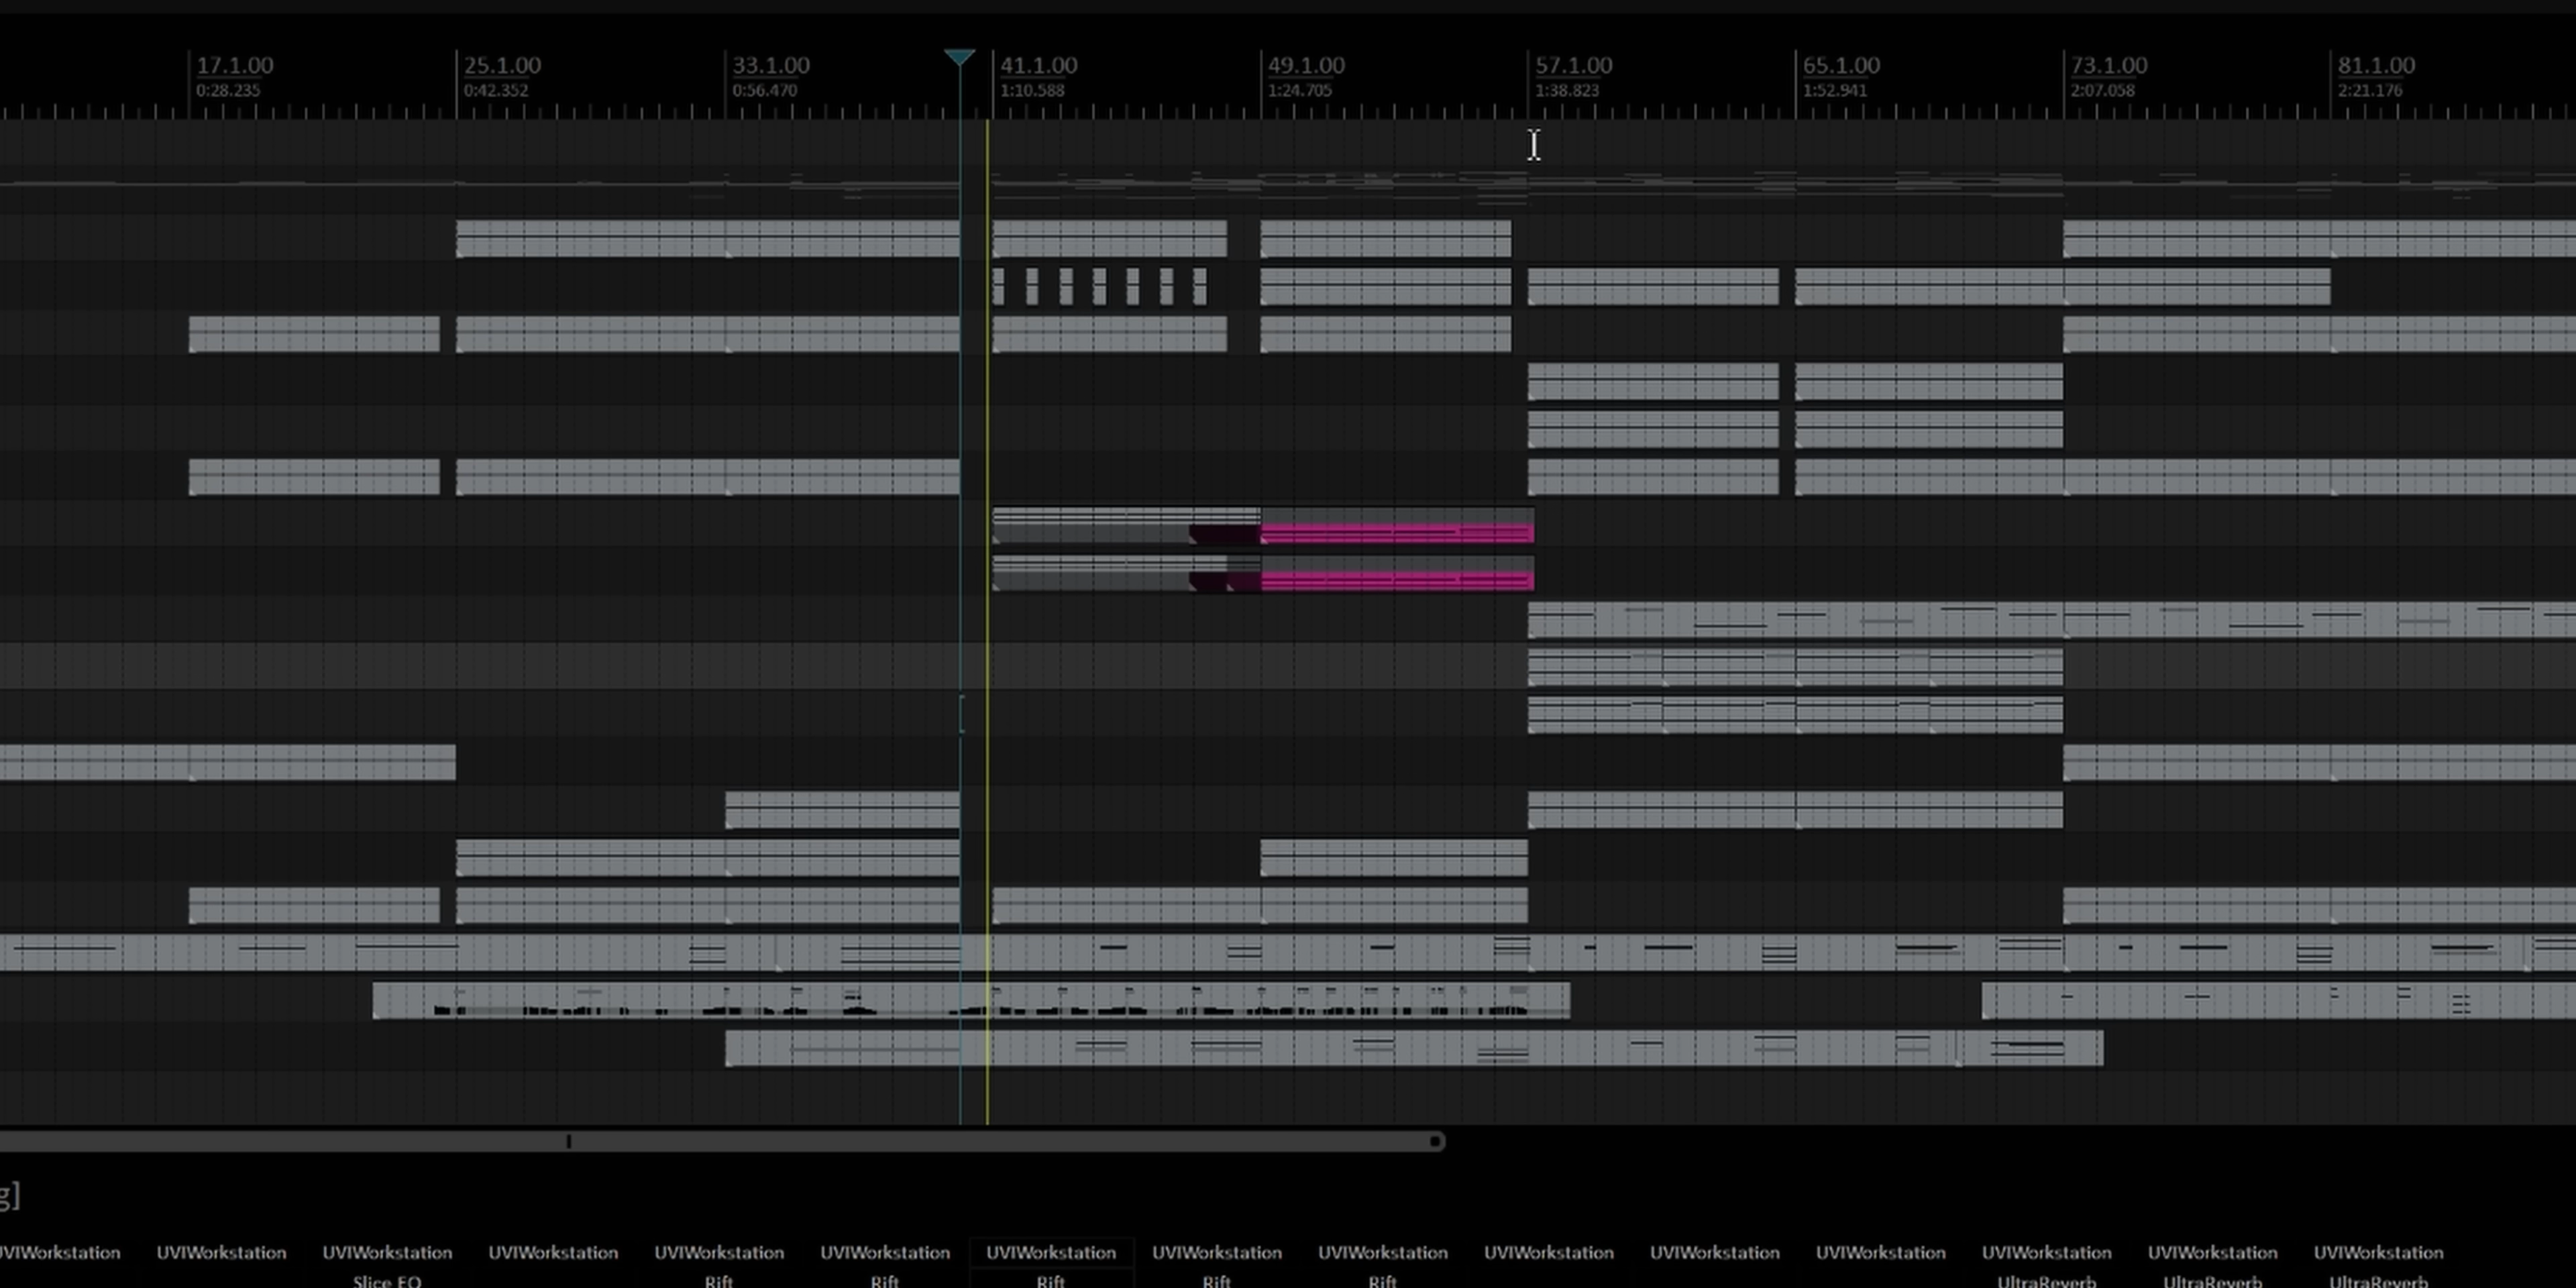 17.1.00 25.1.00 33.1.00 41.1.00 49.1.00 57.1.00 65.1.00 73.1.00 81.1.00
0:28.235 0:42.352 0:56.470 1:10.588 1:24.705 1:38.823 1:52.941 2:07.058 2:21.176
g]
UVIWorkstation UVIWorkstation UVIWorkstation UVIWorkstation UVIWorkstation UVIWorkstation UVIWorkstation UVIWorkstation UVIWorkstation UVIWorkstation UVIWorkstation UVIWorkstation UVIWorkstation UVIWorkstation UVIWorkstation
Slice EQ Rift Rift Rift Rift Rift UltraReverb UltraReverb UltraReverb